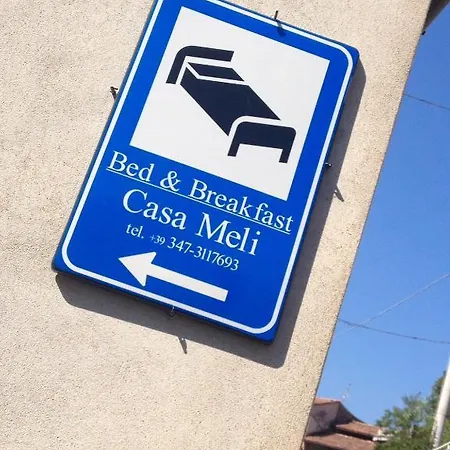 Bed & Breakfast
Casa Meli
tel. +39 347-3117693